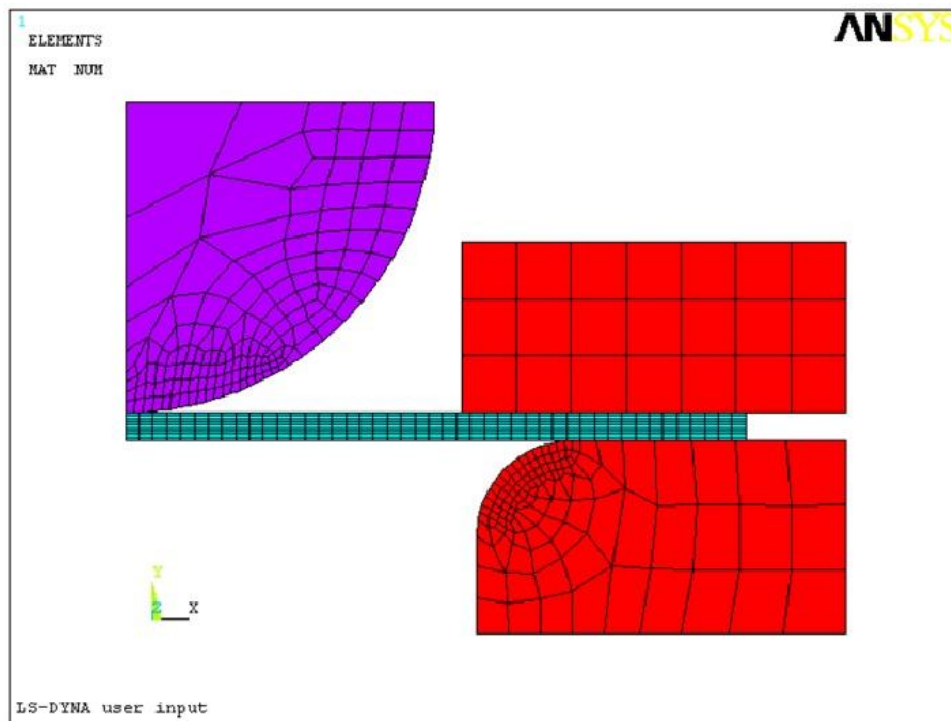 1
ELEMENTS
MAT NUM
ANSYS
Y
Z X
LS-DYNA user input